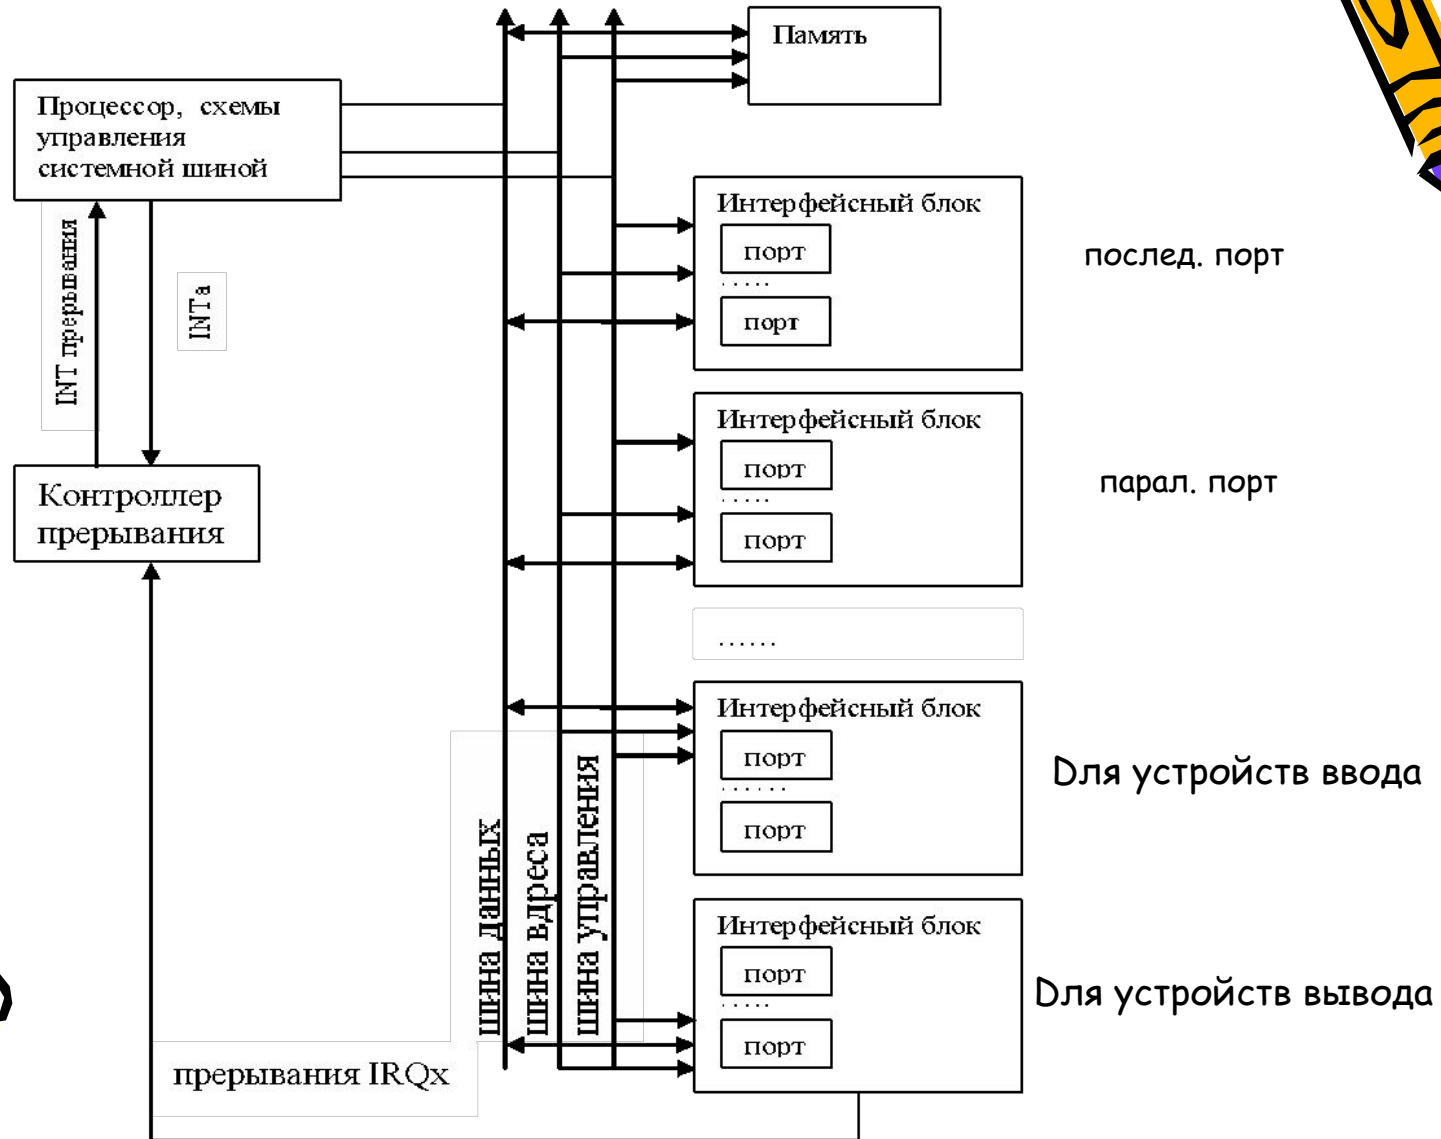 Память
Процессор, схемы
управления
системной шиной
INT прерывания
INTа
Интерфейсный блок
порт
.....
порт
послед. порт
Интерфейсный блок
порт
.....
порт
парал. порт
Контроллер
прерывания
......
Интерфейсный блок
порт
......
порт
Dля устройств ввода
шина данных
шина вдреса
шина управления
Интерфейсный блок
порт
.....
порт
Dля устройств вывода
прерывания IRQx